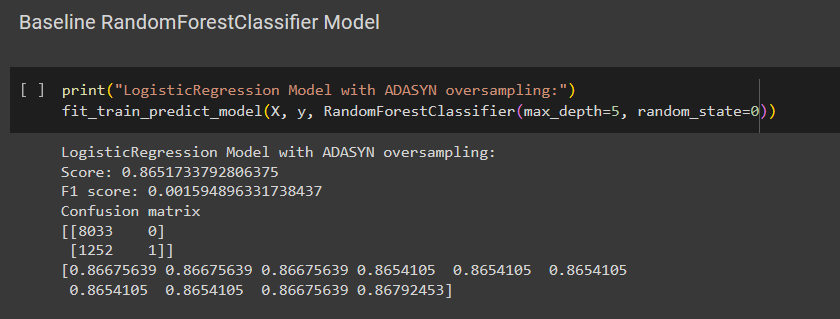 Baseline RandomForestClassifier Model
[ ] print("LogisticRegression Model with ADASYN oversampling:")
fit_train_predict_model(X, y, RandomForestClassifier(max_depth=5, random_state=0))
LogisticRegression Model with ADASYN oversampling:
Score: 0.8651733792806375
F1 score: 0.001594896331738437
Confusion matrix
[[8033    0]
 [1252    1]]
[0.86675639 0.86675639 0.86675639 0.8654105  0.8654105  0.8654105
 0.8654105  0.8654105  0.86675639 0.86792453]